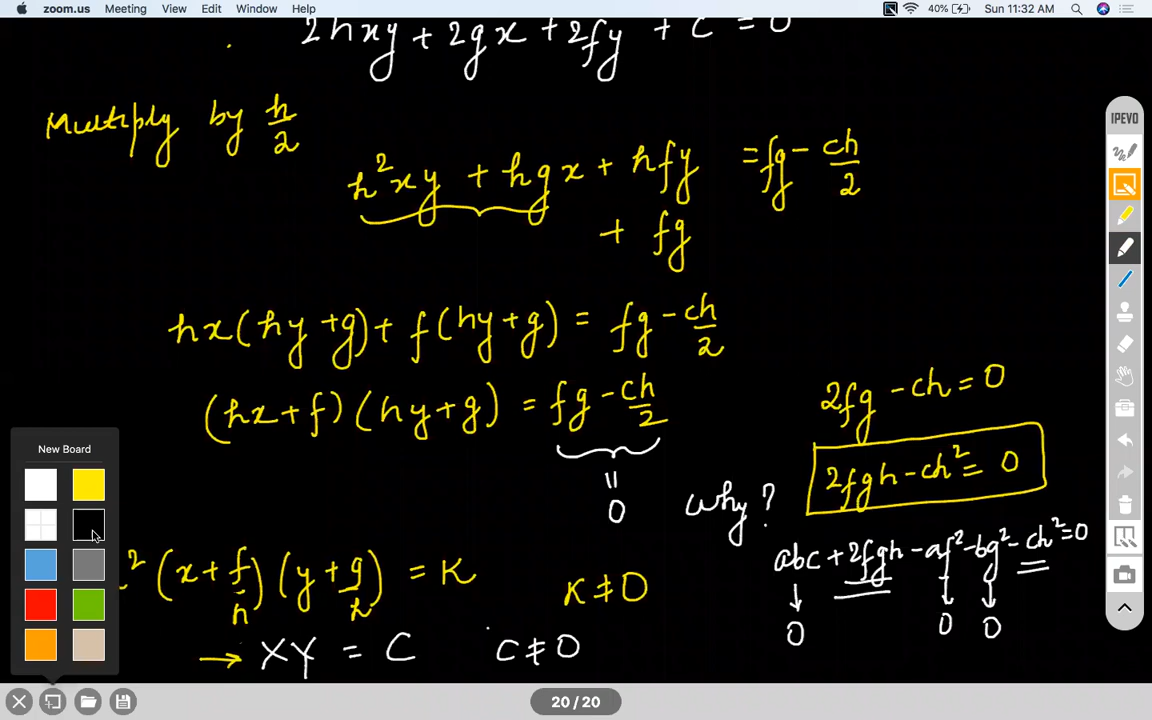 zoom.us Meeting View Window Help 40% Sun 11:32 AM
2hxy + 2gx + 2fy + c = 0
Multiply by h/2
h²xy + hgx + hfy = fg - ch/2
+ fg
hx(hy+g) + f(hy+g) = fg - ch/2
(hx+f)(hy+g) = fg - ch/2
=
0
2fg - ch = 0
2fgh - ch² = 0
Why?
abc + 2fgh - af² - bg² - ch² = 0
0 0 0
² (x + f/h)(y + g/h) = K K ≠ 0
→ XY = C C ≠ 0
New Board
IPEVO
20 / 20